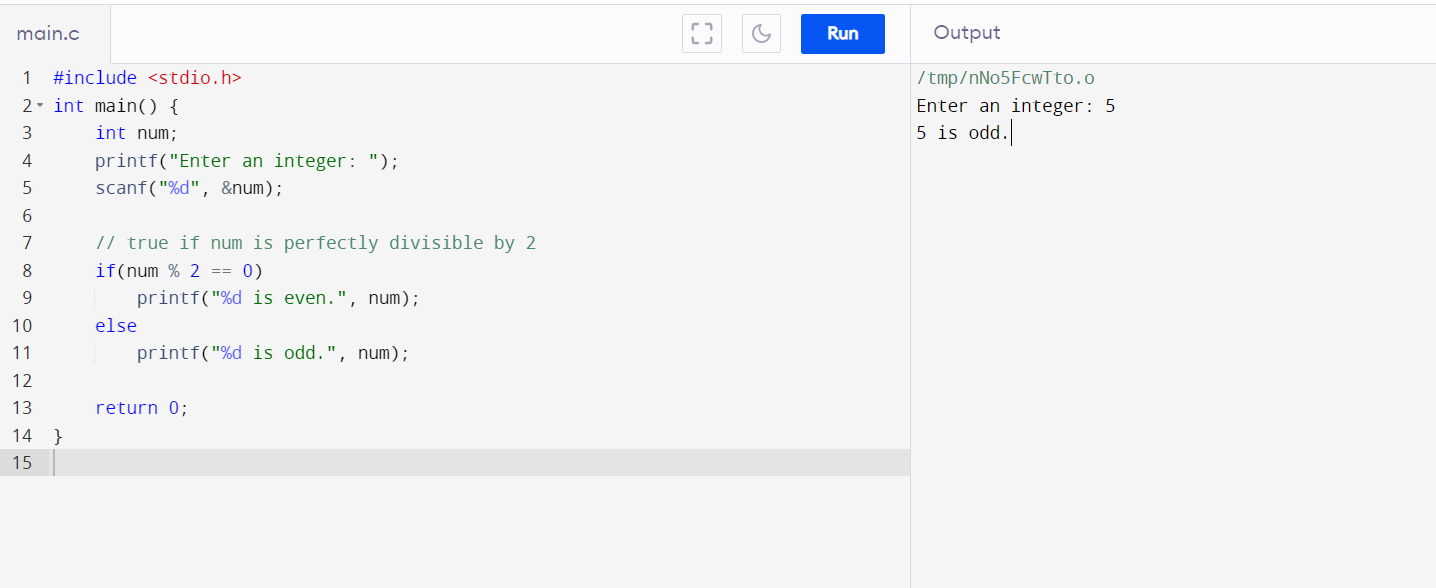 main.c
Run
Output
1 #include <stdio.h>
2 int main() {
3     int num;
4     printf("Enter an integer: ");
5     scanf("%d", &num);
6
7     // true if num is perfectly divisible by 2
8     if(num % 2 == 0)
9         printf("%d is even.", num);
10     else
11         printf("%d is odd.", num);
12
13     return 0;
14 }
15
/tmp/nNo5FcwTto.o
Enter an integer: 5
5 is odd.